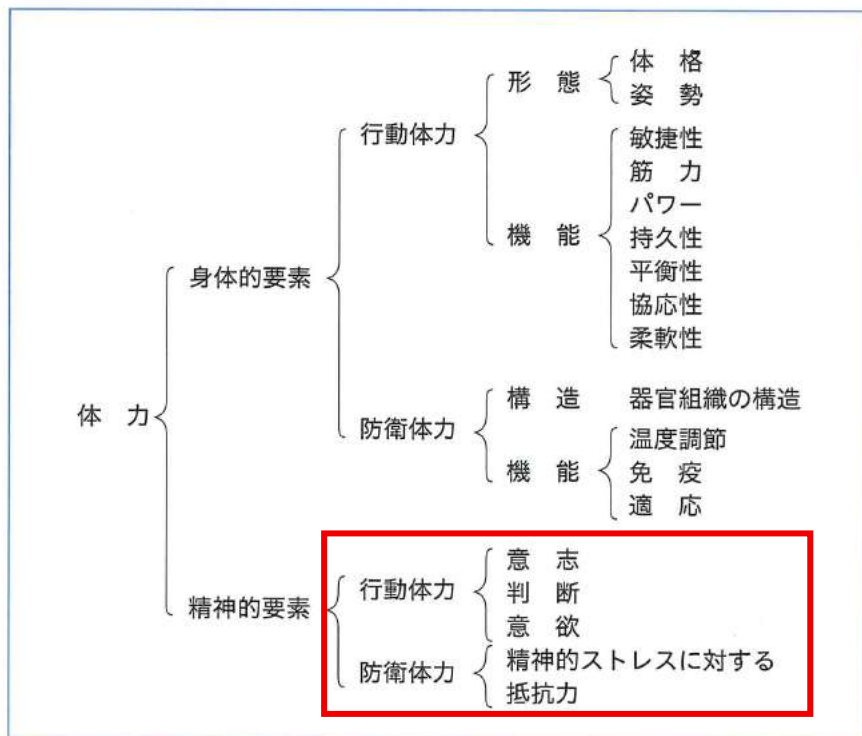 体　力
身体的要素
行動体力
形　態
体　格
姿　勢
機　能
敏捷性
筋　力
パワー
持久性
平衡性
協応性
柔軟性
防衛体力
構　造
器官組織の構造
機　能
温度調節
免　疫
適　応
精神的要素
行動体力
意　志
判　断
意　欲
防衛体力
精神的ストレスに対する
抵抗力